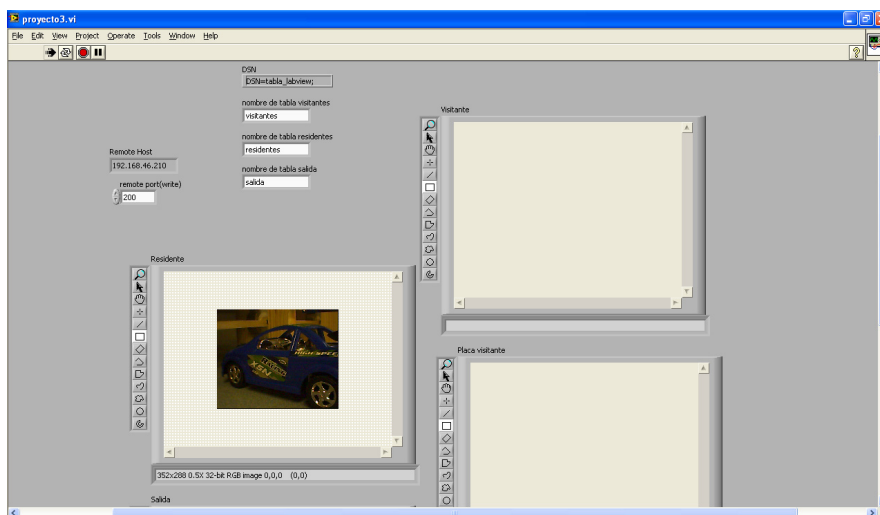 proyecto3.vi
File Edit View Project Operate Tools Window Help
DSN
DSN=tabla_labview;
nombre de tabla visitantes
visitantes
nombre de tabla residentes
residentes
nombre de tabla salida
salida
Remote Host
192.168.46.210
remote port(write)
200
Visitante
Residente
XSN
352x288 0.5X 32-bit RGB image 0,0,0 (0,0)
Placa visitante
Salida